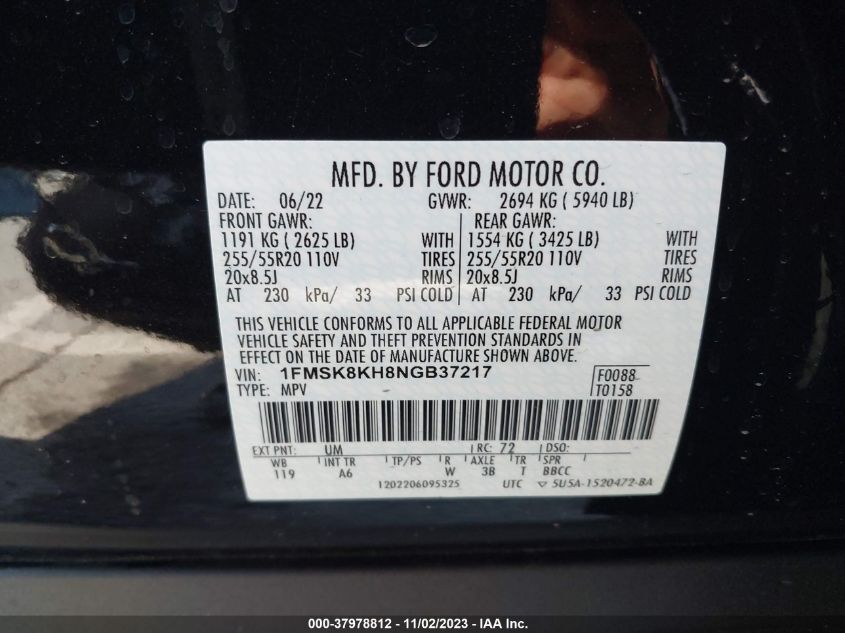 MFD. BY FORD MOTOR CO.
DATE: 06/22 GVWR: 2694 KG ( 5940 LB)
FRONT GAWR: REAR GAWR:
1191 KG ( 2625 LB) WITH 1554 KG ( 3425 LB) WITH
255/55R20 110V TIRES 255/55R20 110V TIRES
20x8.5J RIMS 20x8.5J RIMS
AT 230 kPa/ 33 PSI COLD AT 230 kPa/ 33 PSI COLD
THIS VEHICLE CONFORMS TO ALL APPLICABLE FEDERAL MOTOR
VEHICLE SAFETY AND THEFT PREVENTION STANDARDS IN
EFFECT ON THE DATE OF MANUFACTURE SHOWN ABOVE.
VIN: 1FMSK8KH8NGB37217 F0088
TYPE: MPV T0158
EXT PNT: UM RC: 72 DSO:
WB INT TR TP/PS R AXLE TR SPR
119 A6 W 3B T BBCC
1202206095325 UTC ▽ 5U5A-1520472-BA
000-37978812 - 11/02/2023 - IAA Inc.